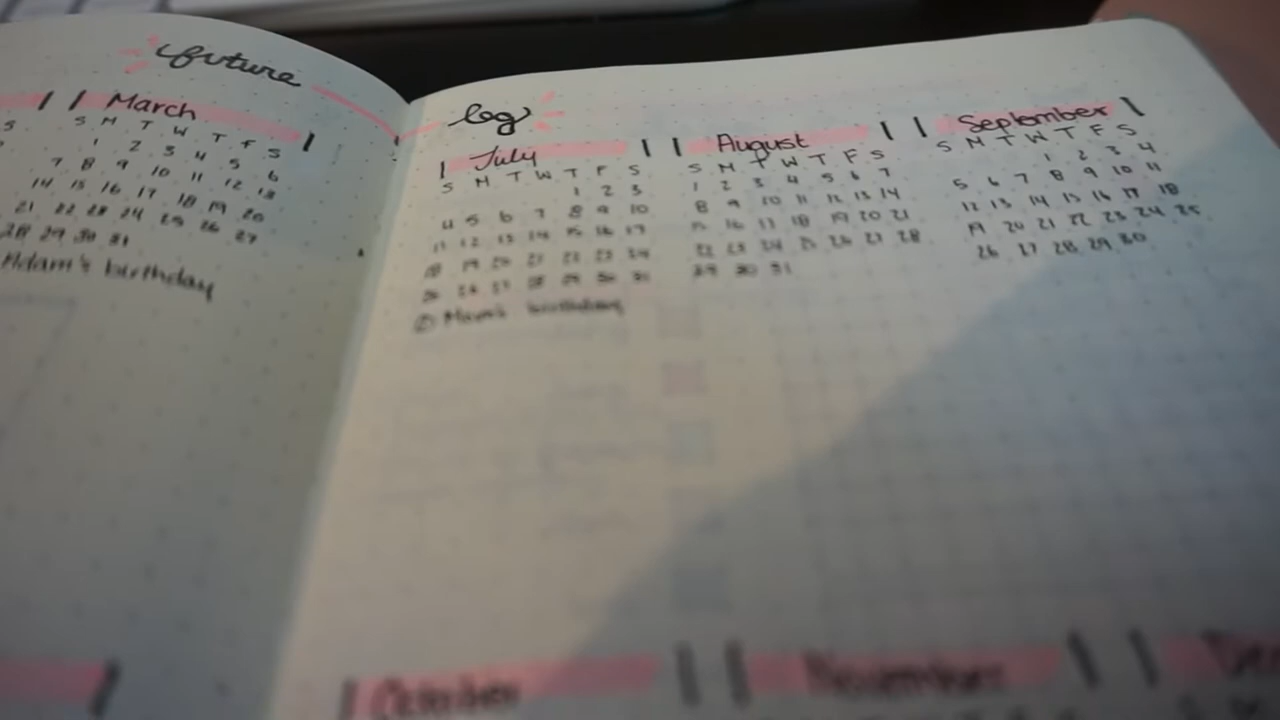 future
March
S M T W T F S
1 2 3 4 5 6
7 8 9 10 11 12 13
14 15 16 17 18 19 20
21 22 23 24 25 26 27
28 29 30 31
Adam's birthday
log
July
S M T W T F S
1 2 3
4 5 6 7 8 9 10
11 12 13 14 15 16 17
18 19 20 21 22 23 24
25 26 27 28 29 30 31
birthday
August
S M T W T F S
1 2 3 4 5 6 7
8 9 10 11 12 13 14
15 16 17 18 19 20 21
22 23 24 25 26 27 28
29 30 31
September
S M T W T F S
1 2 3 4
5 6 7 8 9 10 11
12 13 14 15 16 17 18
19 20 21 22 23 24 25
26 27 28 29 30
October
November